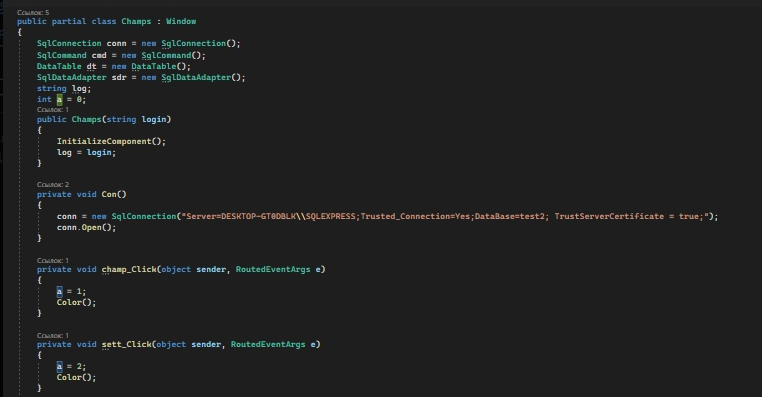 Ссылок: 5
public partial class Champs : Window
{
SqlConnection conn = new SqlConnection();
SqlCommand cmd = new SqlCommand();
DataTable dt = new DataTable();
SqlDataAdapter sdr = new SqlDataAdapter();
string log;
int a = 0;
Ссылок: 1
public Champs(string login)
{
InitializeComponent();
log = login;
}
Ссылок: 2
private void Con()
{
conn = new SqlConnection("Server=DESKTOP-GT0DBLK\\SQLEXPRESS;Trusted_Connection=Yes;DataBase=test2; TrustServerCertificate = true;");
conn.Open();
}
Ссылок: 1
private void champ_Click(object sender, RoutedEventArgs e)
{
a = 1;
Color();
}
Ссылок: 1
private void sett_Click(object sender, RoutedEventArgs e)
{
a = 2;
Color();
}